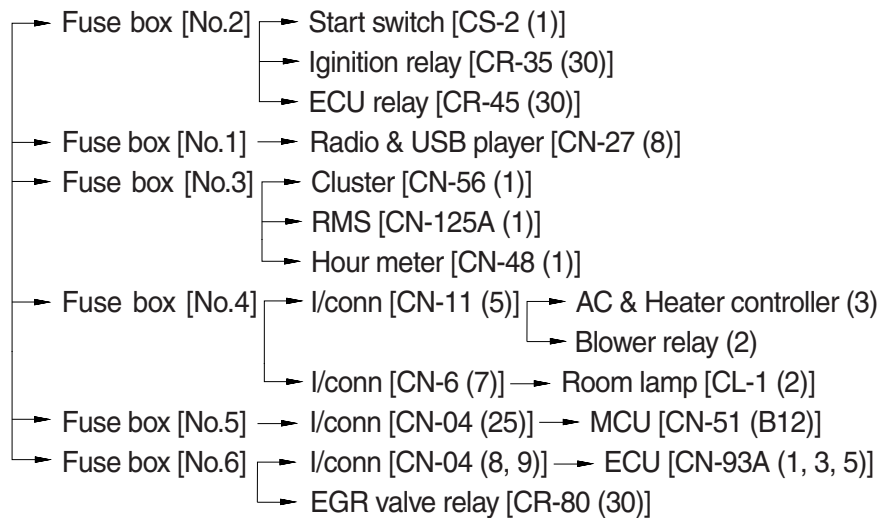 Fuse box [No.2] Start switch [CS-2 (1)]
Iginition relay [CR-35 (30)]
ECU relay [CR-45 (30)]
Fuse box [No.1] Radio & USB player [CN-27 (8)]
Fuse box [No.3] Cluster [CN-56 (1)]
RMS [CN-125A (1)]
Hour meter [CN-48 (1)]
Fuse box [No.4] I/conn [CN-11 (5)] AC & Heater controller (3)
Blower relay (2)
I/conn [CN-6 (7)] Room lamp [CL-1 (2)]
Fuse box [No.5] I/conn [CN-04 (25)] MCU [CN-51 (B12)]
Fuse box [No.6] I/conn [CN-04 (8, 9)] ECU [CN-93A (1, 3, 5)]
EGR valve relay [CR-80 (30)]